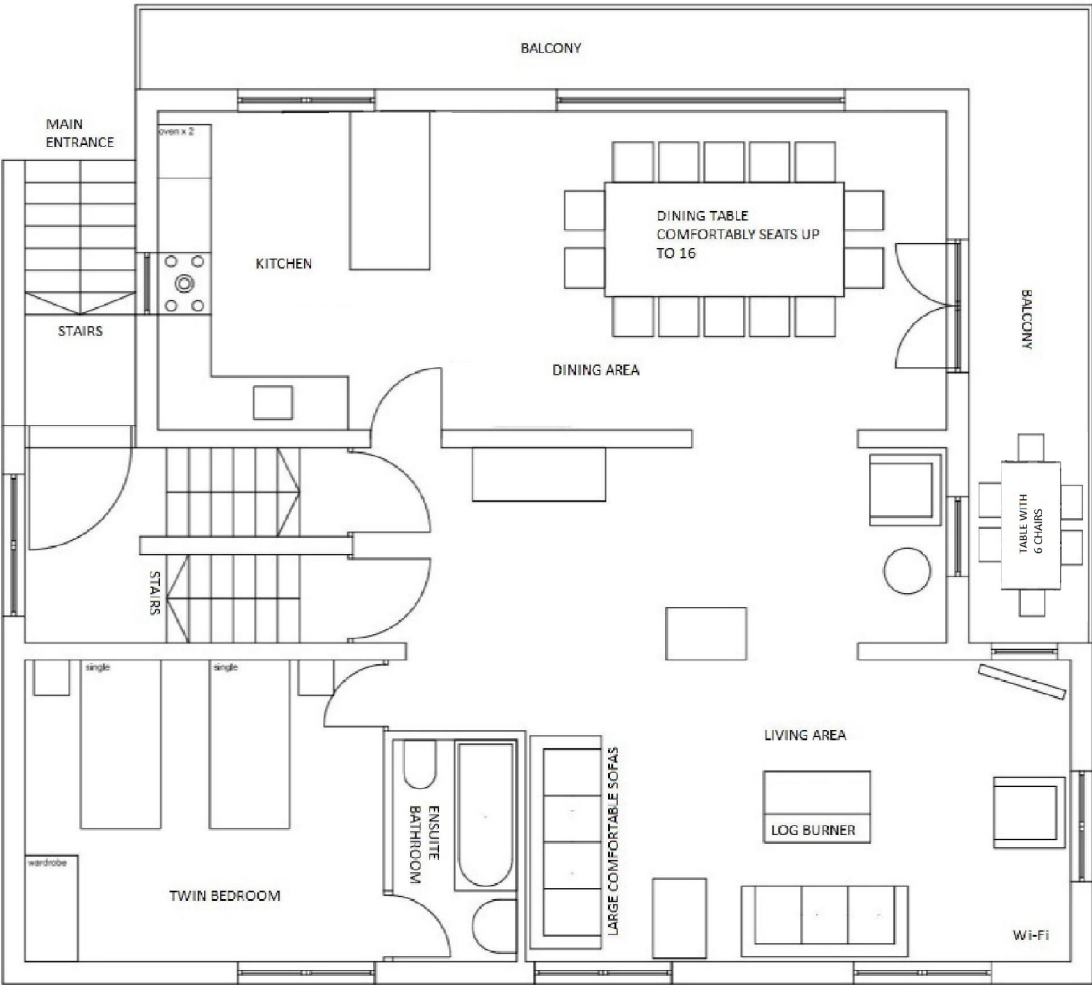 BALCONY
MAIN
ENTRANCE
oven x 2
DINING TABLE
COMFORTABLY SEATS UP
TO 16
KITCHEN
BALCONY
STAIRS
DINING AREA
TABLE WITH
6 CHAIRS
STAIRS
single
single
LIVING AREA
LARGE COMFORTABLE SOFAS
ENSUITE
BATHROOM
LOG BURNER
wardrobe
TWIN BEDROOM
Wi-Fi